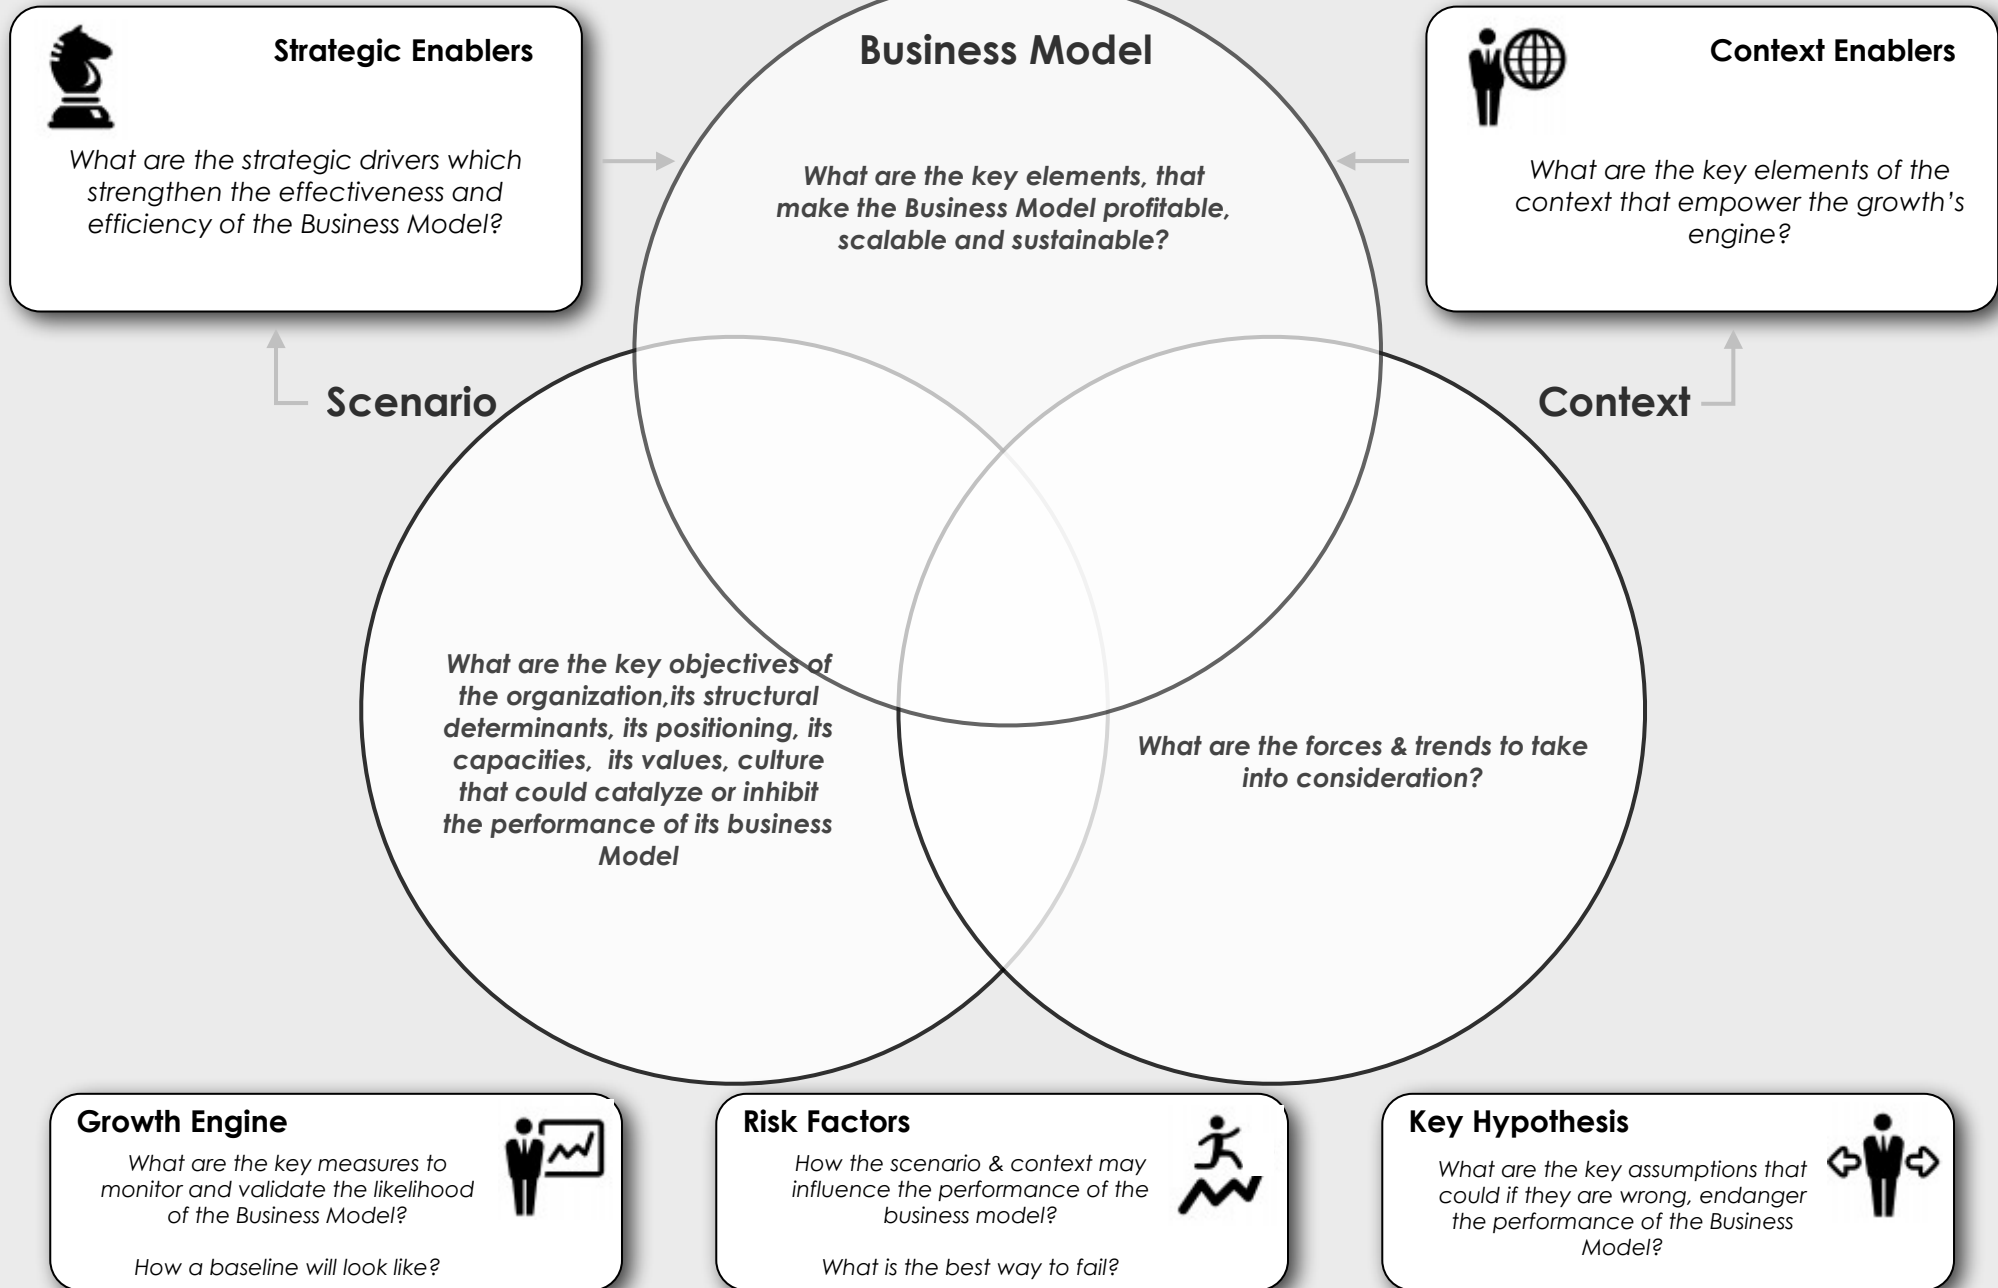 Strategic Enablers
What are the strategic drivers which
strengthen the effectiveness and
efficiency of the Business Model?
Business Model
What are the key elements, that
make the Business Model profitable,
scalable and sustainable?
Context Enablers
What are the key elements of the
context that empower the growth’s
engine?
Scenario
What are the key objectives of
the organization,its structural
determinants, its positioning, its
capacities,  its values, culture
that could catalyze or inhibit
the performance of its business
Model
Context
What are the forces & trends to take
into consideration?
Growth Engine
What are the key measures to
monitor and validate the likelihood
of the Business Model?
How a baseline will look like?
Risk Factors
How the scenario & context may
influence the performance of the
business model?
What is the best way to fail?
Key Hypothesis
What are the key assumptions that
could if they are wrong, endanger
the performance of the Business
Model?